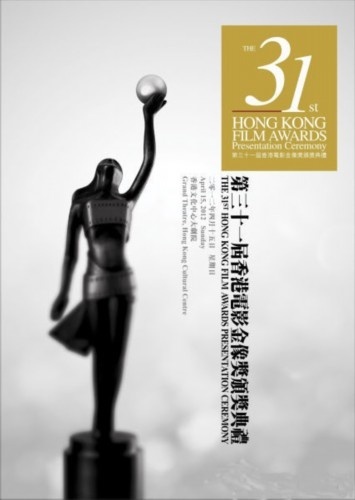 THE
31st
HONG KONG
FILM AWARDS
Presentation Ceremony
第三十一屆香港電影金像獎頒獎典禮
第三十一屆香港電影金像獎頒獎典禮
THE 31ST HONG KONG FILM AWARDS PRESENTATION CEREMONY
二零一二年四月十五日 星期日
April 15, 2012 Sunday
香港文化中心大劇院
Grand Theatre, Hong Kong Cultural Centre